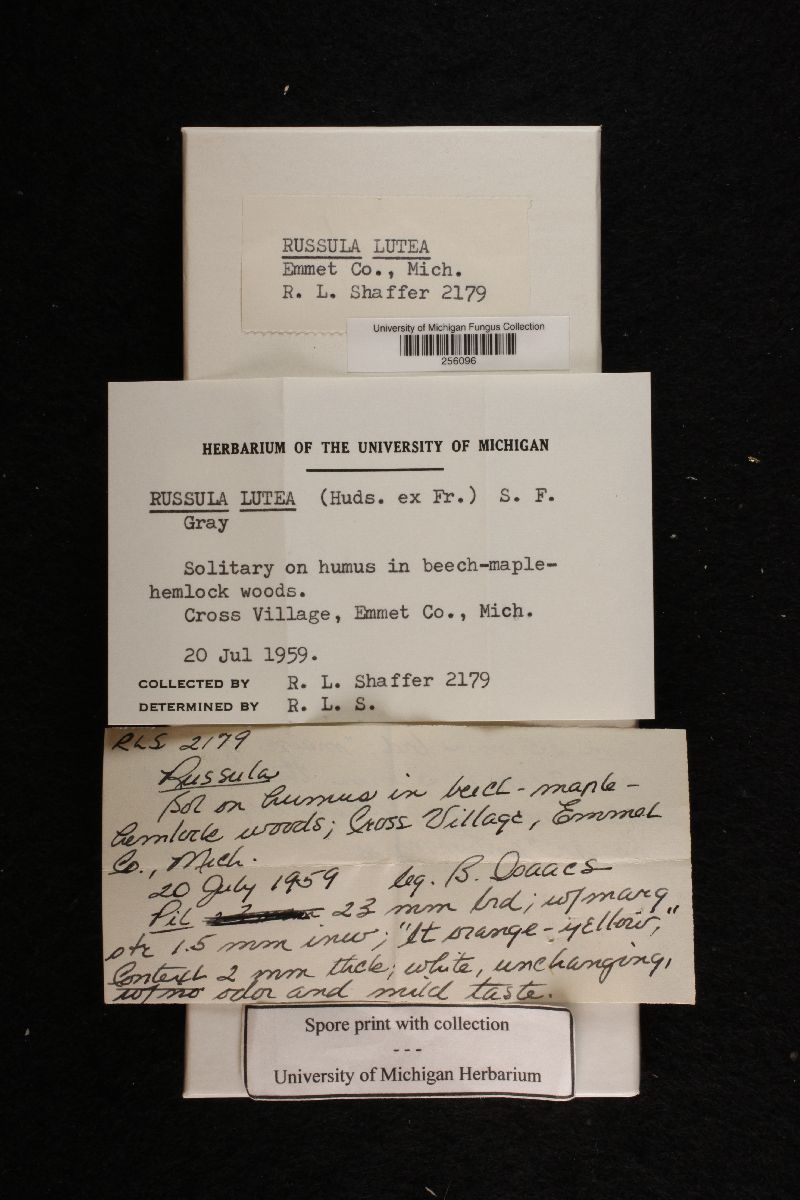 RUSSULA LUTEA
Emmet Co., Mich.
R. L. Shaffer 2179
University of Michigan Fungus Collection
256096
HERBARIUM OF THE UNIVERSITY OF MICHIGAN
RUSSULA LUTEA (Huds. ex Fr.) S. F.
Gray
Solitary on humus in beech-maple-
hemlock woods.
Cross Village, Emmet Co., Mich.
20 Jul 1959.
COLLECTED BY R. L. Shaffer 2179
DETERMINED BY R. L. S.
RLS 2179
Russula
Sol on humus in beech-maple-
hemlock woods; Cross Village, Emmet
Co., Mich.
20 July 1959 leg. B. Isaacs
Pil 23 mm brd; w/marg
str 1.5 mm inw; "lt orange-yellow,"
Context 2 mm thck; white, unchanging,
w/ no odor and mild taste.
Spore print with collection
---
University of Michigan Herbarium